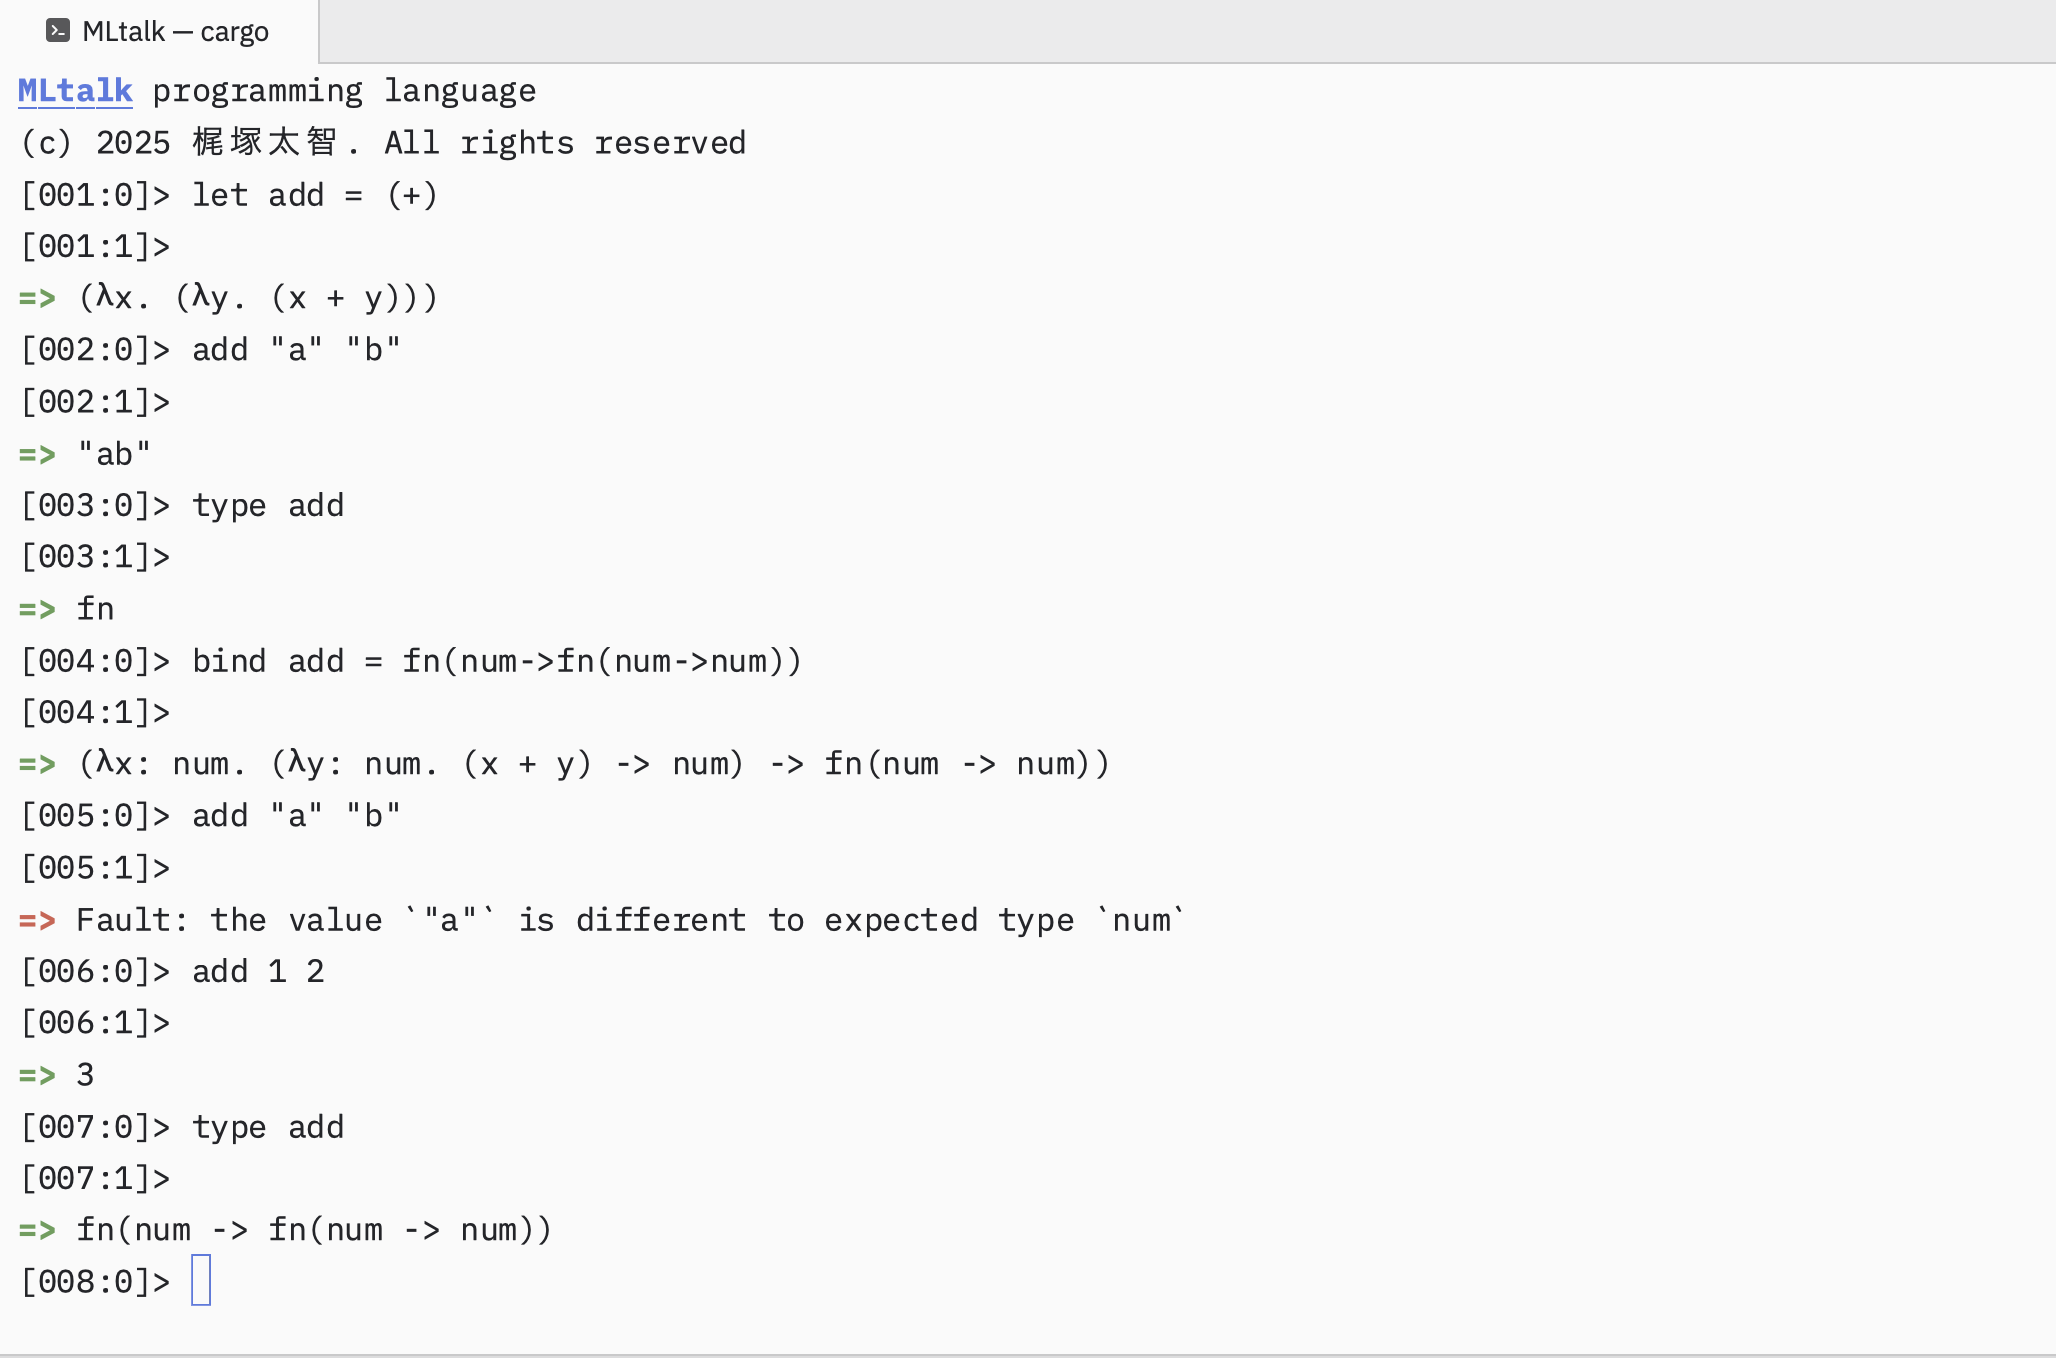 MLtalk — cargo
MLtalk programming language
(c) 2025 梶塚太智. All rights reserved
[001:0]> let add = (+)
[001:1]>
=> (λx. (λy. (x + y)))
[002:0]> add "a" "b"
[002:1]>
=> "ab"
[003:0]> type add
[003:1]>
=> fn
[004:0]> bind add = fn(num->fn(num->num))
[004:1]>
=> (λx: num. (λy: num. (x + y) -> num) -> fn(num -> num))
[005:0]> add "a" "b"
[005:1]>
=> Fault: the value `"a"` is different to expected type `num`
[006:0]> add 1 2
[006:1]>
=> 3
[007:0]> type add
[007:1]>
=> fn(num -> fn(num -> num))
[008:0]>